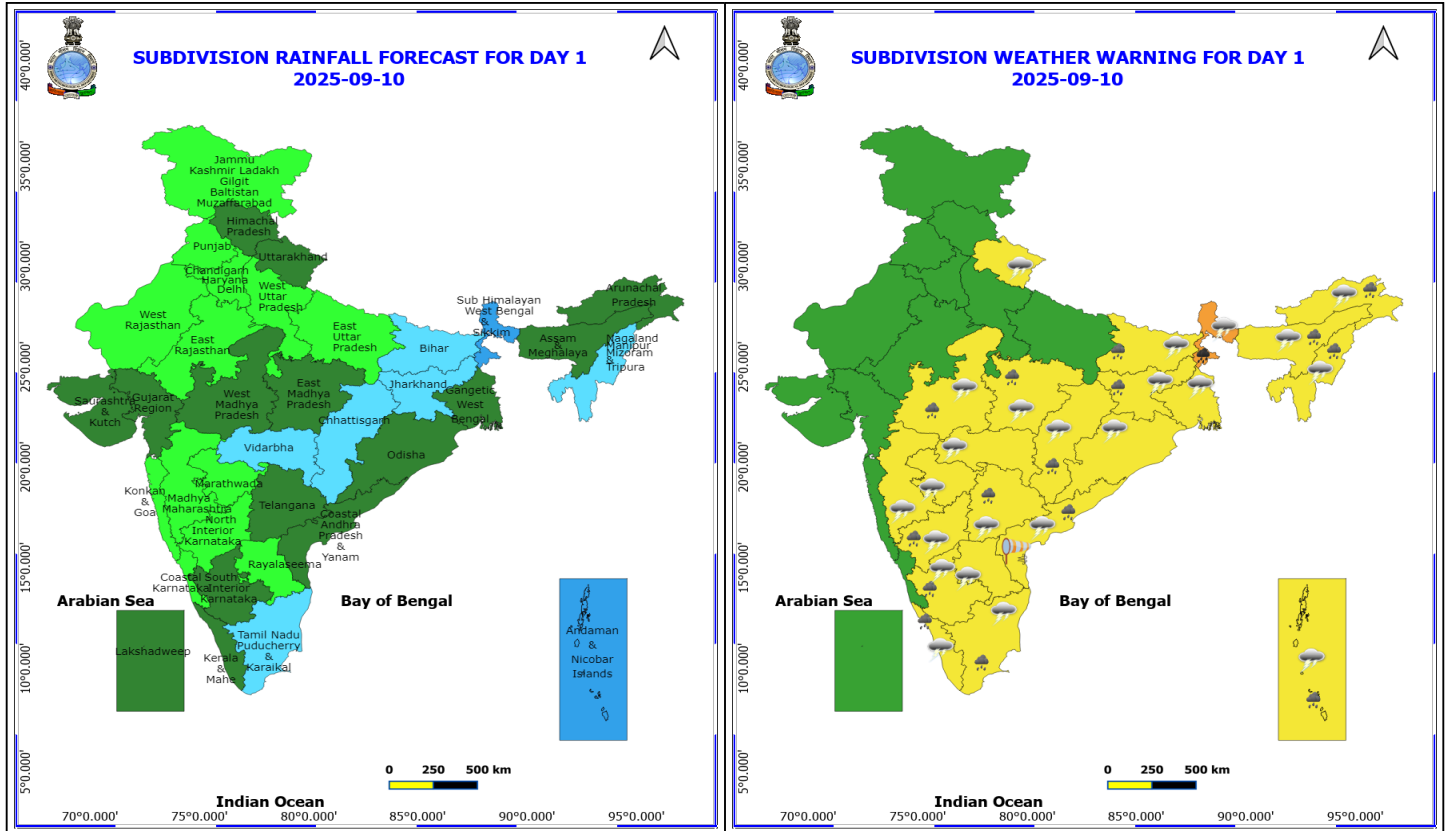 SUBDIVISION RAINFALL FORECAST FOR DAY 1
2025-09-10
40°0.000'
35°0.000'
30°0.000'
25°0.000'
20°0.000'
15°0.000'
10°0.000'
5°0.000'
Jammu
Kashmir Ladakh
Gilgit
Baltistan
Muzaffarabad
Himachal
Pradesh
Uttarakhand
Punjab
Chandigarh
Haryana
Delhi
West
Uttar
Pradesh
West
Rajasthan
East
Rajasthan
East
Uttar
Pradesh
Sub Himalayan
West Bengal
&
Sikkim
Arunachal
Pradesh
Assam
&
Meghalaya
Nagaland
Manipur
Mizoram
&
Tripura
Bihar
Jharkhand
Gangetic
West
Bengal
Saurashtra
&
Kutch
Gujarat
Region
West
Madhya
Pradesh
East
Madhya
Pradesh
Chhattisgarh
Vidarbha
Odisha
Konkan
&
Goa
Marathwada
Madhya
Maharashtra
North
Interior
Karnataka
Telangana
Coastal
Andhra
Pradesh
&
Yanam
Rayalaseema
Coastal
Karnataka
South
Interior
Karnataka
Arabian Sea
Bay of Bengal
Lakshadweep
Kerala
&
Mahe
Tamil Nadu
Puducherry
&
Karaikal
Andaman
&
Nicobar
Islands
0 250 500 km
Indian Ocean
70°0.000' 75°0.000' 80°0.000' 85°0.000' 90°0.000' 95°0.000'
SUBDIVISION WEATHER WARNING FOR DAY 1
2025-09-10
40°0.000'
35°0.000'
30°0.000'
25°0.000'
20°0.000'
15°0.000'
10°0.000'
5°0.000'
Arabian Sea
Bay of Bengal
0 250 500 km
Indian Ocean
70°0.000' 75°0.000' 80°0.000' 85°0.000' 90°0.000' 95°0.000'